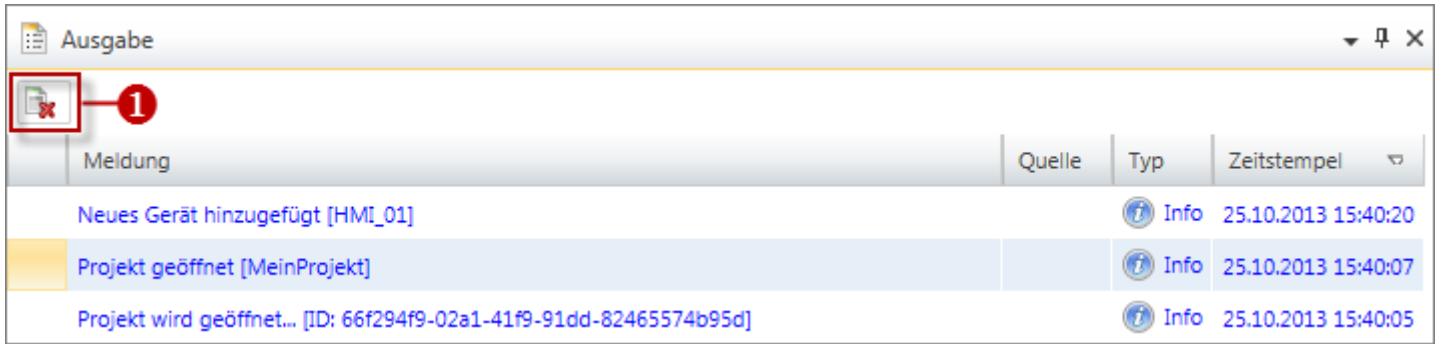 Ausgabe
1
Meldung Quelle Typ Zeitstempel
Neues Gerät hinzugefügt [HMI_01] Info 25.10.2013 15:40:20
Projekt geöffnet [MeinProjekt] Info 25.10.2013 15:40:07
Projekt wird geöffnet... [ID: 66f294f9-02a1-41f9-91dd-82465574b95d] Info 25.10.2013 15:40:05